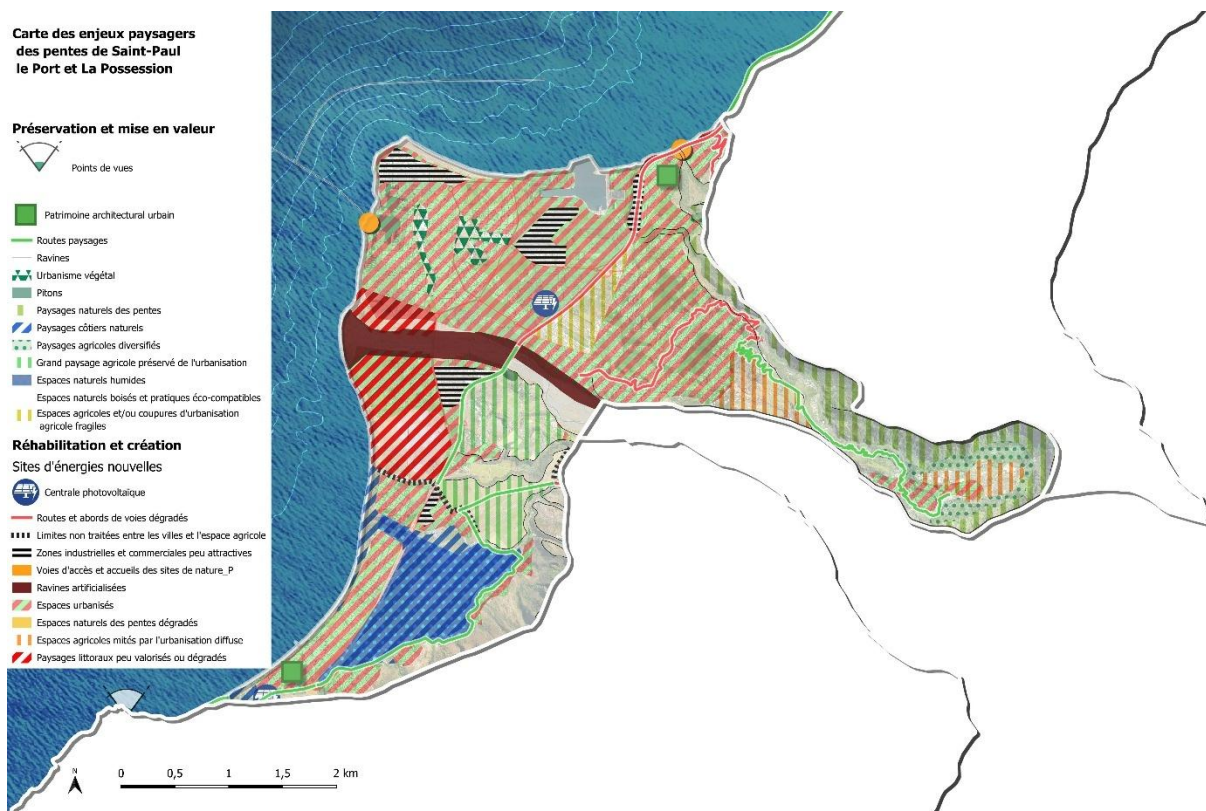 Carte des enjeux paysagers
des pentes de Saint-Paul
le Port et La Possession
Préservation et mise en valeur
Points de vues
Patrimoine architectural urbain
Routes paysages
Ravines
Urbanisme végétal
Pitons
Paysages naturels des pentes
Paysages côtiers naturels
Paysages agricoles diversifiés
Grand paysage agricole préservé de l'urbanisation
Espaces naturels humides
Espaces naturels boisés et pratiques éco-compatibles
Espaces agricoles et/ou coupures d'urbanisation
agricole fragiles
Réhabilitation et création
Sites d'énergies nouvelles
Centrale photovoltaïque
Routes et abords de voies dégradés
Limites non traitées entre les villes et l'espace agricole
Zones industrielles et commerciales peu attractives
Voies d'accès et accueils des sites de nature_P
Ravines artificialisées
Espaces urbanisés
Espaces naturels des pentes dégradés
Espaces agricoles mités par l'urbanisation diffuse
Paysages littoraux peu valorisés ou dégradés
N
0 0,5 1 1,5 2 km